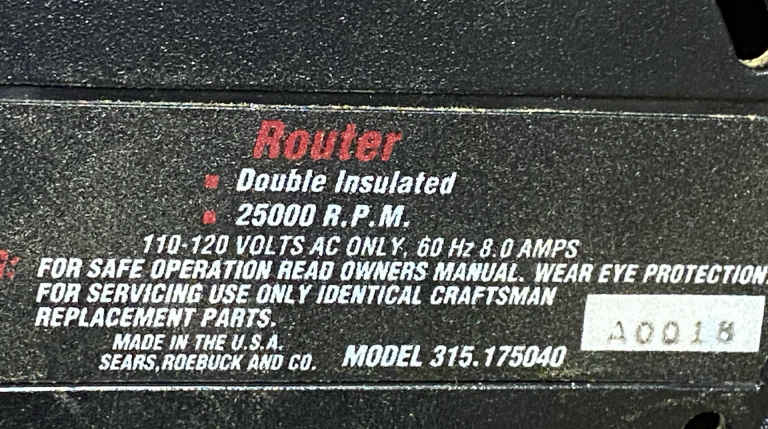 Router
▪ Double Insulated
▪ 25000 R.P.M.
110-120 VOLTS AC ONLY, 60 Hz 8.0 AMPS
FOR SAFE OPERATION READ OWNERS MANUAL. WEAR EYE PROTECTION,
FOR SERVICING USE ONLY IDENTICAL CRAFTSMAN
REPLACEMENT PARTS.
MADE IN THE U.S.A.
SEARS, ROEBUCK AND CO. MODEL 315.175040
A0018